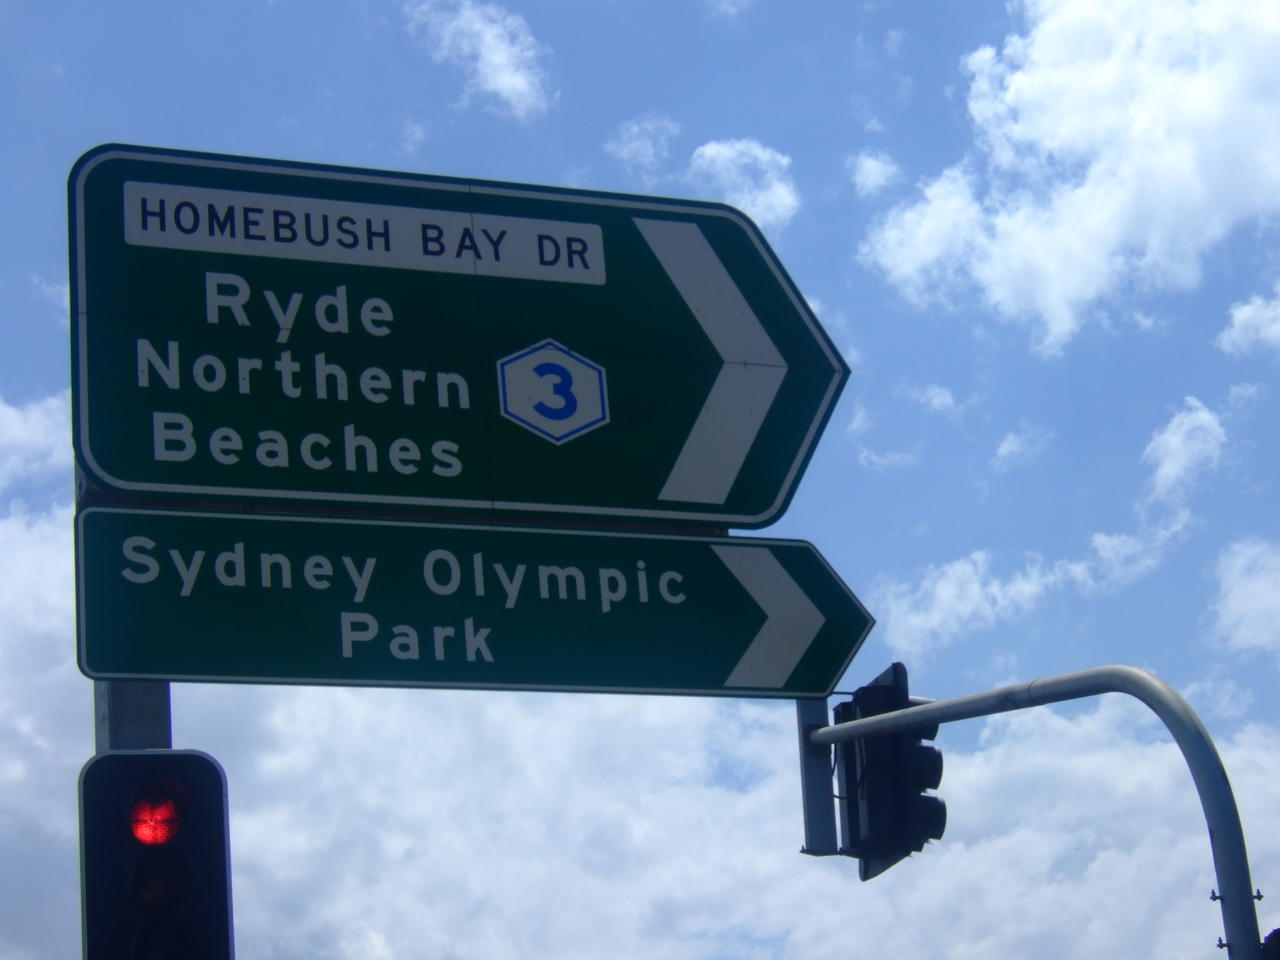 HOMEBUSH BAY DR
Ryde
Northern
Beaches
3
Sydney Olympic
Park